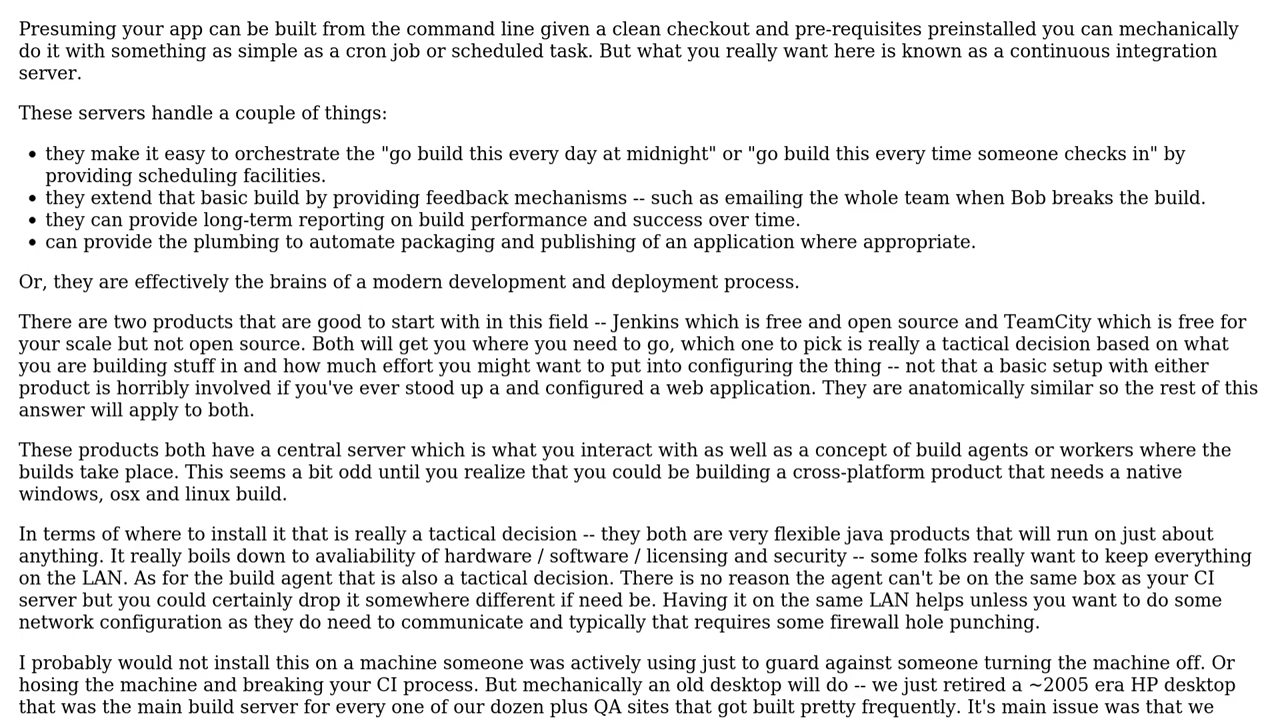 Presuming your app can be built from the command line given a clean checkout and pre-requisites preinstalled you can mechanically
do it with something as simple as a cron job or scheduled task. But what you really want here is known as a continuous integration
server.
These servers handle a couple of things:
• they make it easy to orchestrate the "go build this every day at midnight" or "go build this every time someone checks in" by
providing scheduling facilities.
• they extend that basic build by providing feedback mechanisms -- such as emailing the whole team when Bob breaks the build.
• they can provide long-term reporting on build performance and success over time.
• can provide the plumbing to automate packaging and publishing of an application where appropriate.
Or, they are effectively the brains of a modern development and deployment process.
There are two products that are good to start with in this field -- Jenkins which is free and open source and TeamCity which is free for
your scale but not open source. Both will get you where you need to go, which one to pick is really a tactical decision based on what
you are building stuff in and how much effort you might want to put into configuring the thing -- not that a basic setup with either
product is horribly involved if you've ever stood up a and configured a web application. They are anatomically similar so the rest of this
answer will apply to both.
These products both have a central server which is what you interact with as well as a concept of build agents or workers where the
builds take place. This seems a bit odd until you realize that you could be building a cross-platform product that needs a native
windows, osx and linux build.
In terms of where to install it that is really a tactical decision -- they both are very flexible java products that will run on just about
anything. It really boils down to avaliability of hardware / software / licensing and security -- some folks really want to keep everything
on the LAN. As for the build agent that is also a tactical decision. There is no reason the agent can't be on the same box as your CI
server but you could certainly drop it somewhere different if need be. Having it on the same LAN helps unless you want to do some
network configuration as they do need to communicate and typically that requires some firewall hole punching.
I probably would not install this on a machine someone was actively using just to guard against someone turning the machine off. Or
hosing the machine and breaking your CI process. But mechanically an old desktop will do -- we just retired a ~2005 era HP desktop
that was the main build server for every one of our dozen plus QA sites that got built pretty frequently. It's main issue was that we